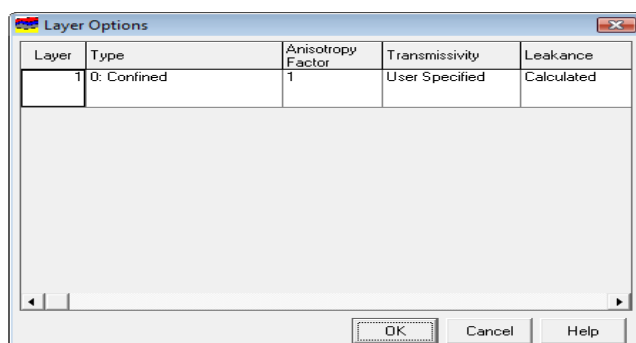 Layer Options
Layer Type Anisotropy Factor Transmissivity Leakance
1 0: Confined 1 User Specified Calculated
OK Cancel Help